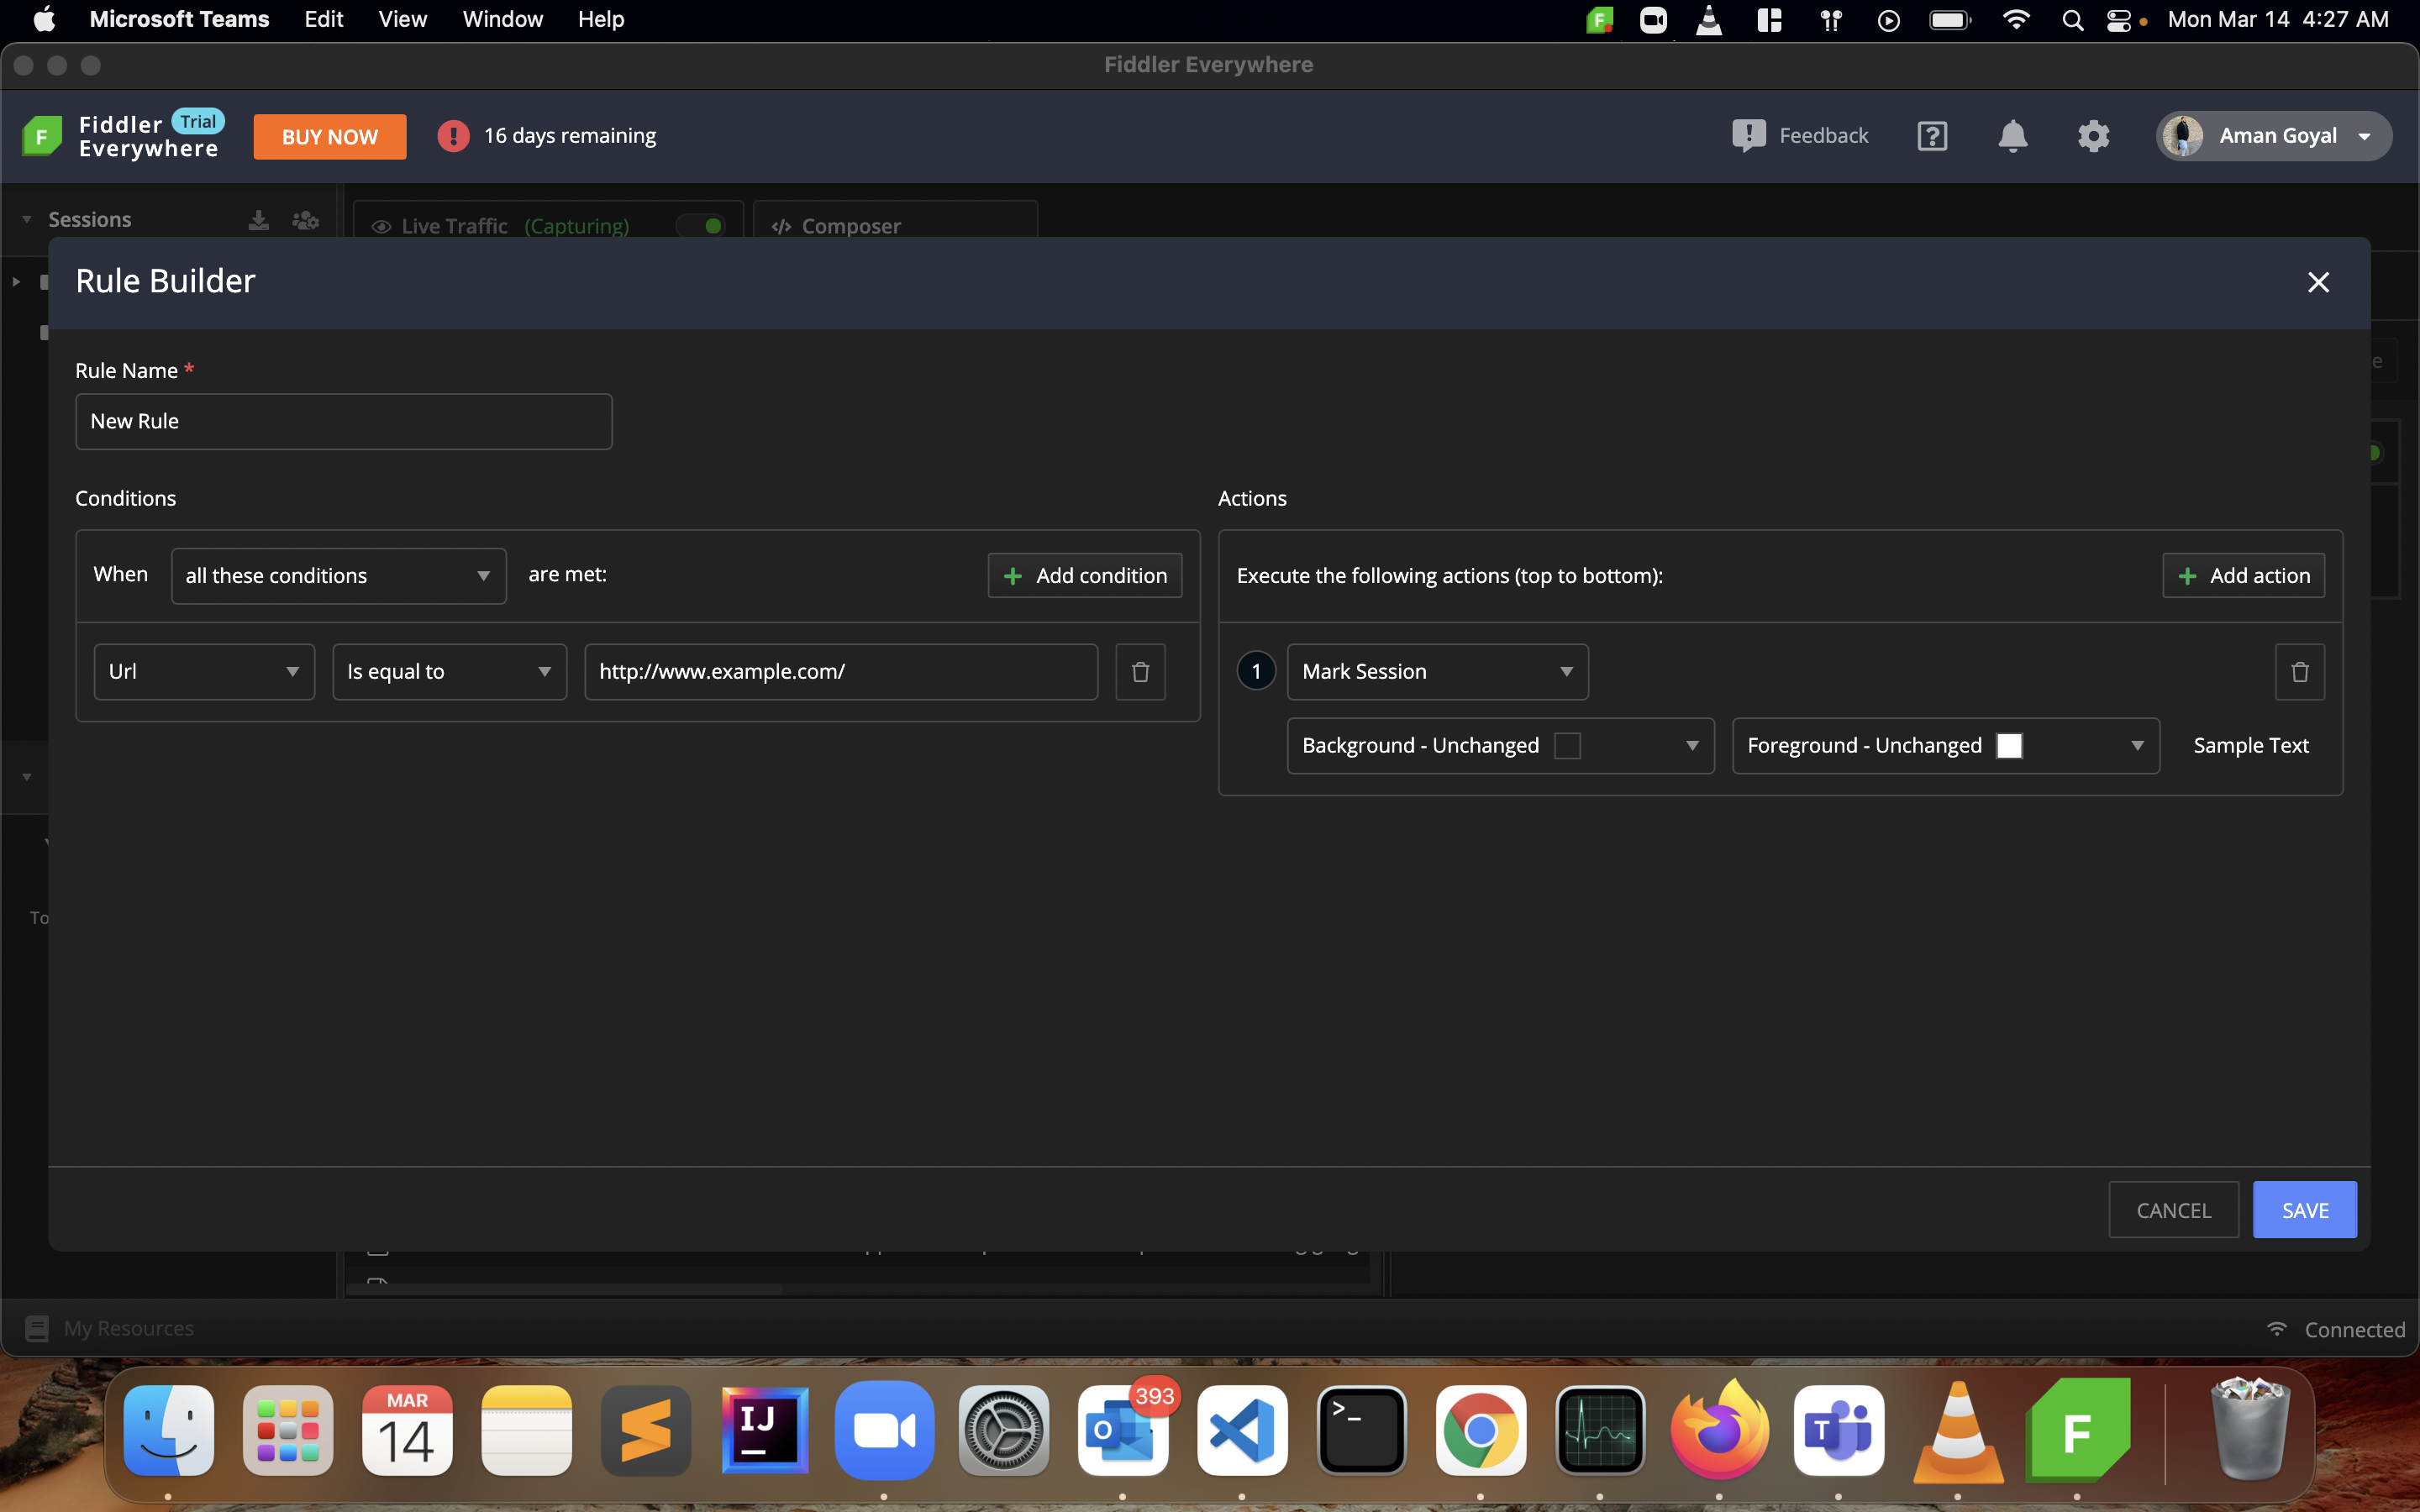 Microsoft Teams Edit View Window Help
Mon Mar 14 4:27 AM
Fiddler Everywhere
Fiddler Trial
Everywhere
BUY NOW
16 days remaining
Feedback
Aman Goyal
Sessions
Live Traffic (Capturing)
Composer
Rule Builder
Rule Name *
New Rule
Conditions
Actions
When all these conditions are met:
+ Add condition
Execute the following actions (top to bottom):
+ Add action
Url
Is equal to
http://www.example.com/
1 Mark Session
Background - Unchanged
Foreground - Unchanged
Sample Text
To
CANCEL
SAVE
My Resources
Connected
MAR
14
IJ
O
393
>_
T
F